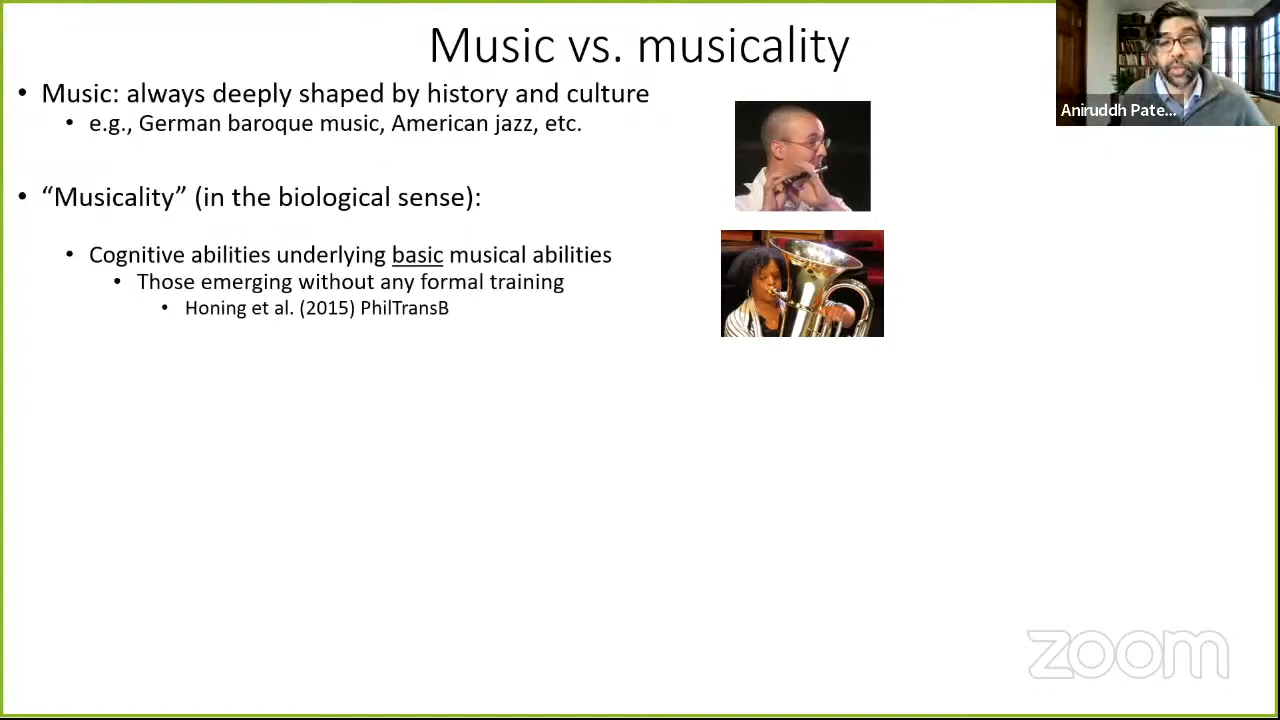 Music vs. musicality
• Music: always deeply shaped by history and culture
• e.g., German baroque music, American jazz, etc.
• “Musicality” (in the biological sense):
• Cognitive abilities underlying basic musical abilities
• Those emerging without any formal training
• Honing et al. (2015) PhilTransB
Aniruddh Pate...
zoom